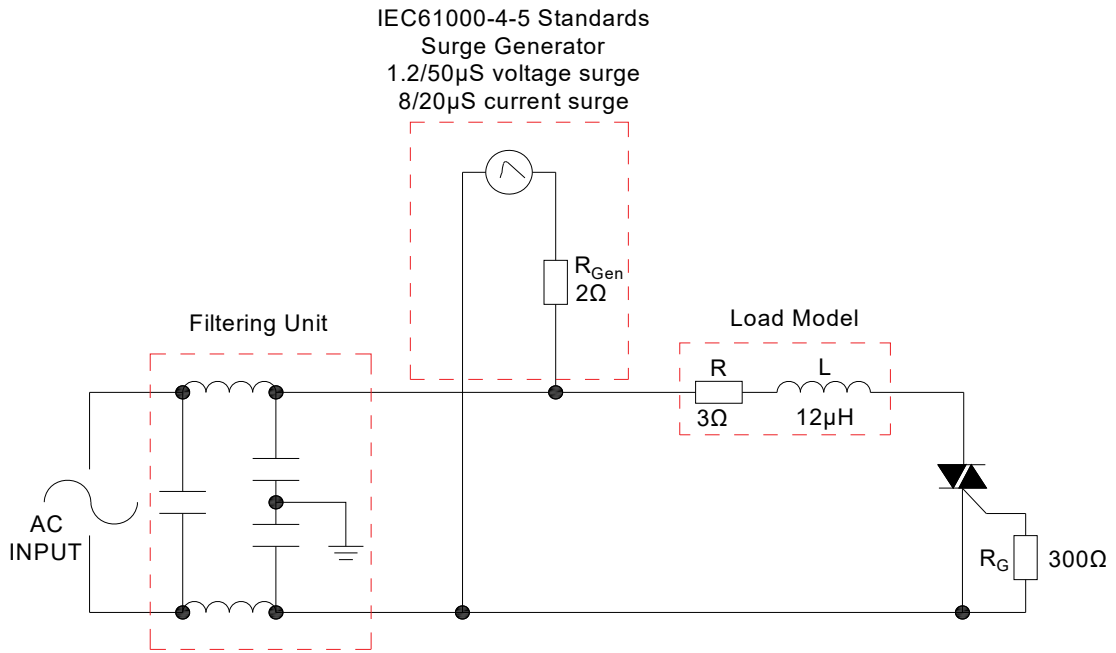 IEC61000-4-5 Standards
Surge Generator
1.2/50μS voltage surge
8/20μS current surge
R_Gen
2Ω
Filtering Unit
Load Model
R
L
3Ω
12μH
AC
INPUT
R_G
300Ω